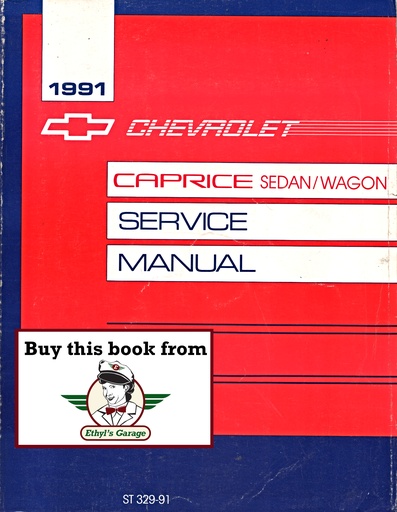 1991
CHEVROLET
CAPRICE SEDAN/WAGON
SERVICE
MANUAL
Buy this book from
Ethyl's Garage
ST 329-91